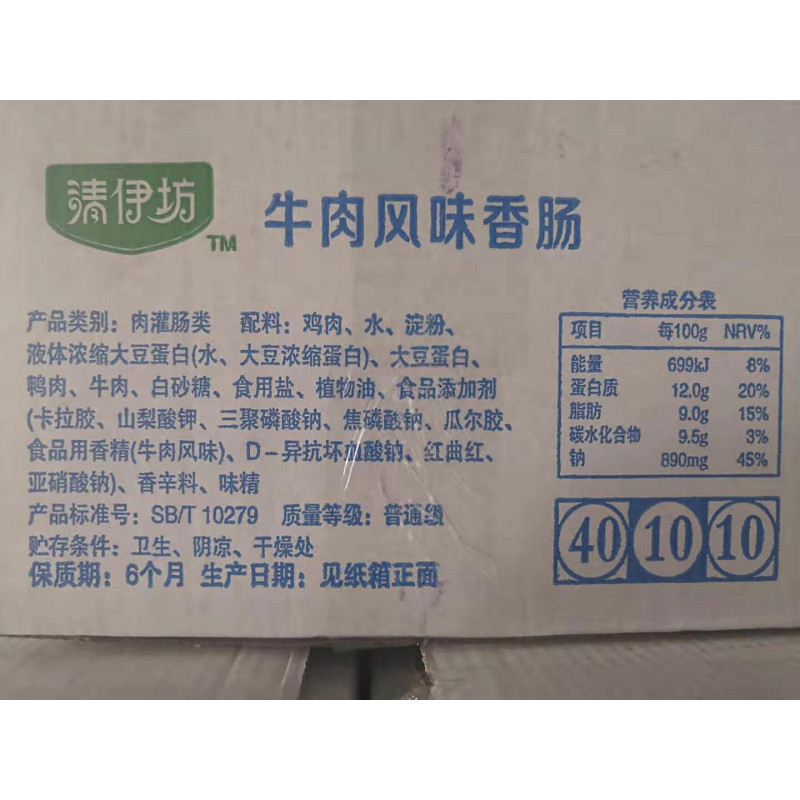 清伊坊
TM
牛肉风味香肠
产品类别：肉灌肠类 配料：鸡肉、水、淀粉、
液体浓缩大豆蛋白(水、大豆浓缩蛋白)、大豆蛋白、
鸭肉、牛肉、白砂糖、食用盐、植物油、食品添加剂
(卡拉胶、山梨酸钾、三聚磷酸钠、焦磷酸钠、瓜尔胶、
食品用香精(牛肉风味)、D-异抗坏血酸钠、红曲红、
亚硝酸钠)、香辛料、味精
产品标准号：SB/T 10279 质量等级：普通级
贮存条件：卫生、阴凉、干燥处
保质期：6个月 生产日期：见纸箱正面
营养成分表
项目 每100g NRV%
能量 699kJ 8%
蛋白质 12.0g 20%
脂肪 9.0g 15%
碳水化合物 9.5g 3%
钠 890mg 45%
40 10 10